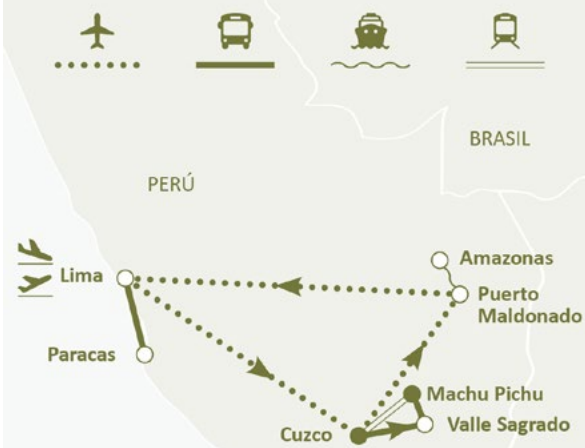 BRASIL
PERÚ
Amazonas
Lima
Puerto
Maldonado
Paracas
Machu Pichu
Valle Sagrado
Cuzco